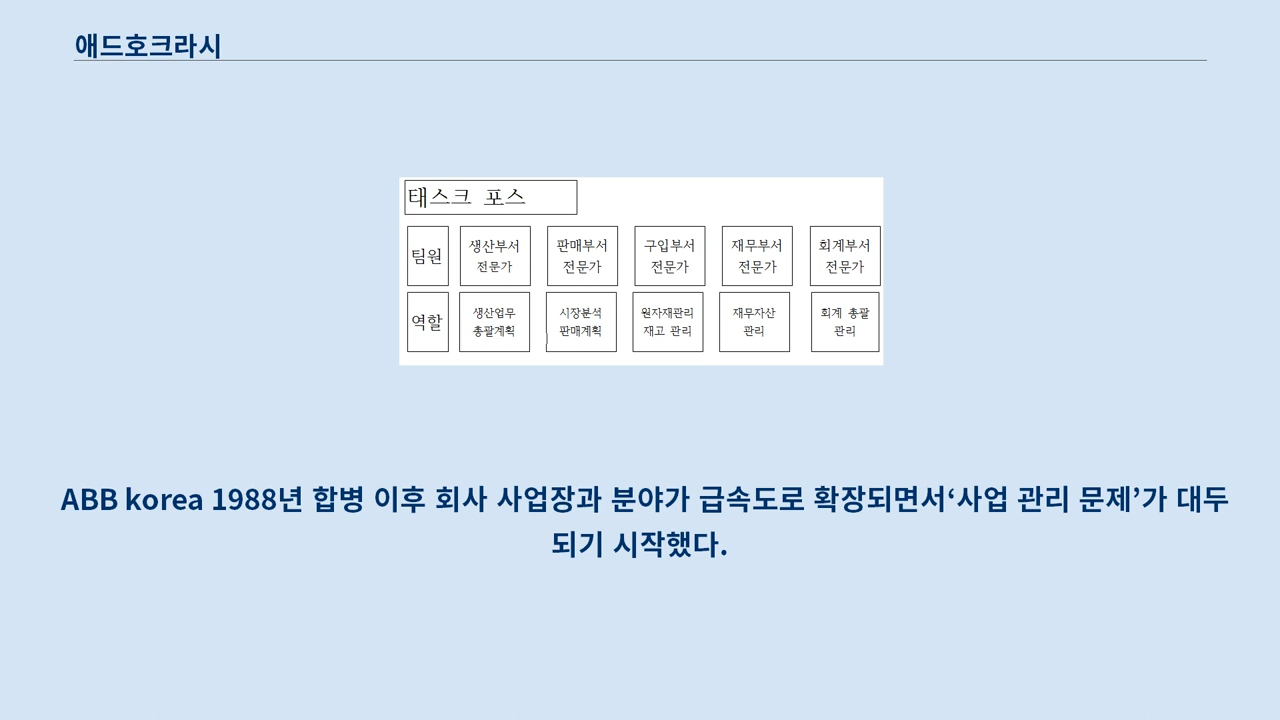 애드호크라시
태스크 포스
팀원 생산부서 판매부서 구입부서 재무부서 회계부서
전문가 전문가 전문가 전문가 전문가
역할 생산업무 시장분석 원자재관리 재무자산 회계 총괄
총괄계획 판매계획 재고 관리 관리 관리
ABB korea 1988년 합병 이후 회사 사업장과 분야가 급속도로 확장되면서‘사업 관리 문제’가 대두
되기 시작했다.